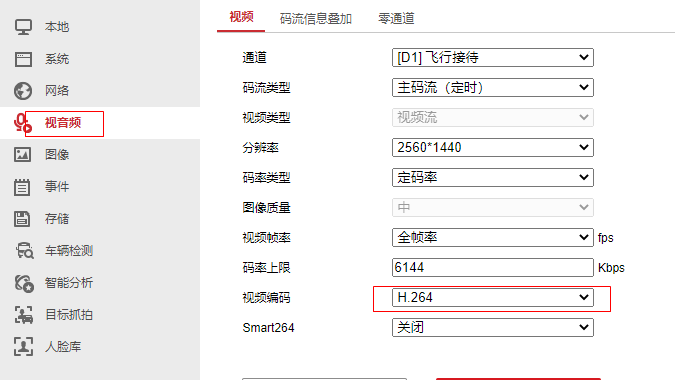 本地
系统
网络
视音频
图像
事件
存储
车辆检测
智能分析
目标抓拍
人脸库
视频 码流信息叠加 零通道
通道 [D1] 飞行接待
码流类型 主码流（定时）
视频类型 视频流
分辨率 2560*1440
码率类型 定码率
图像质量 中
视频帧率 全帧率 fps
码率上限 6144 Kbps
视频编码 H.264
Smart264 关闭